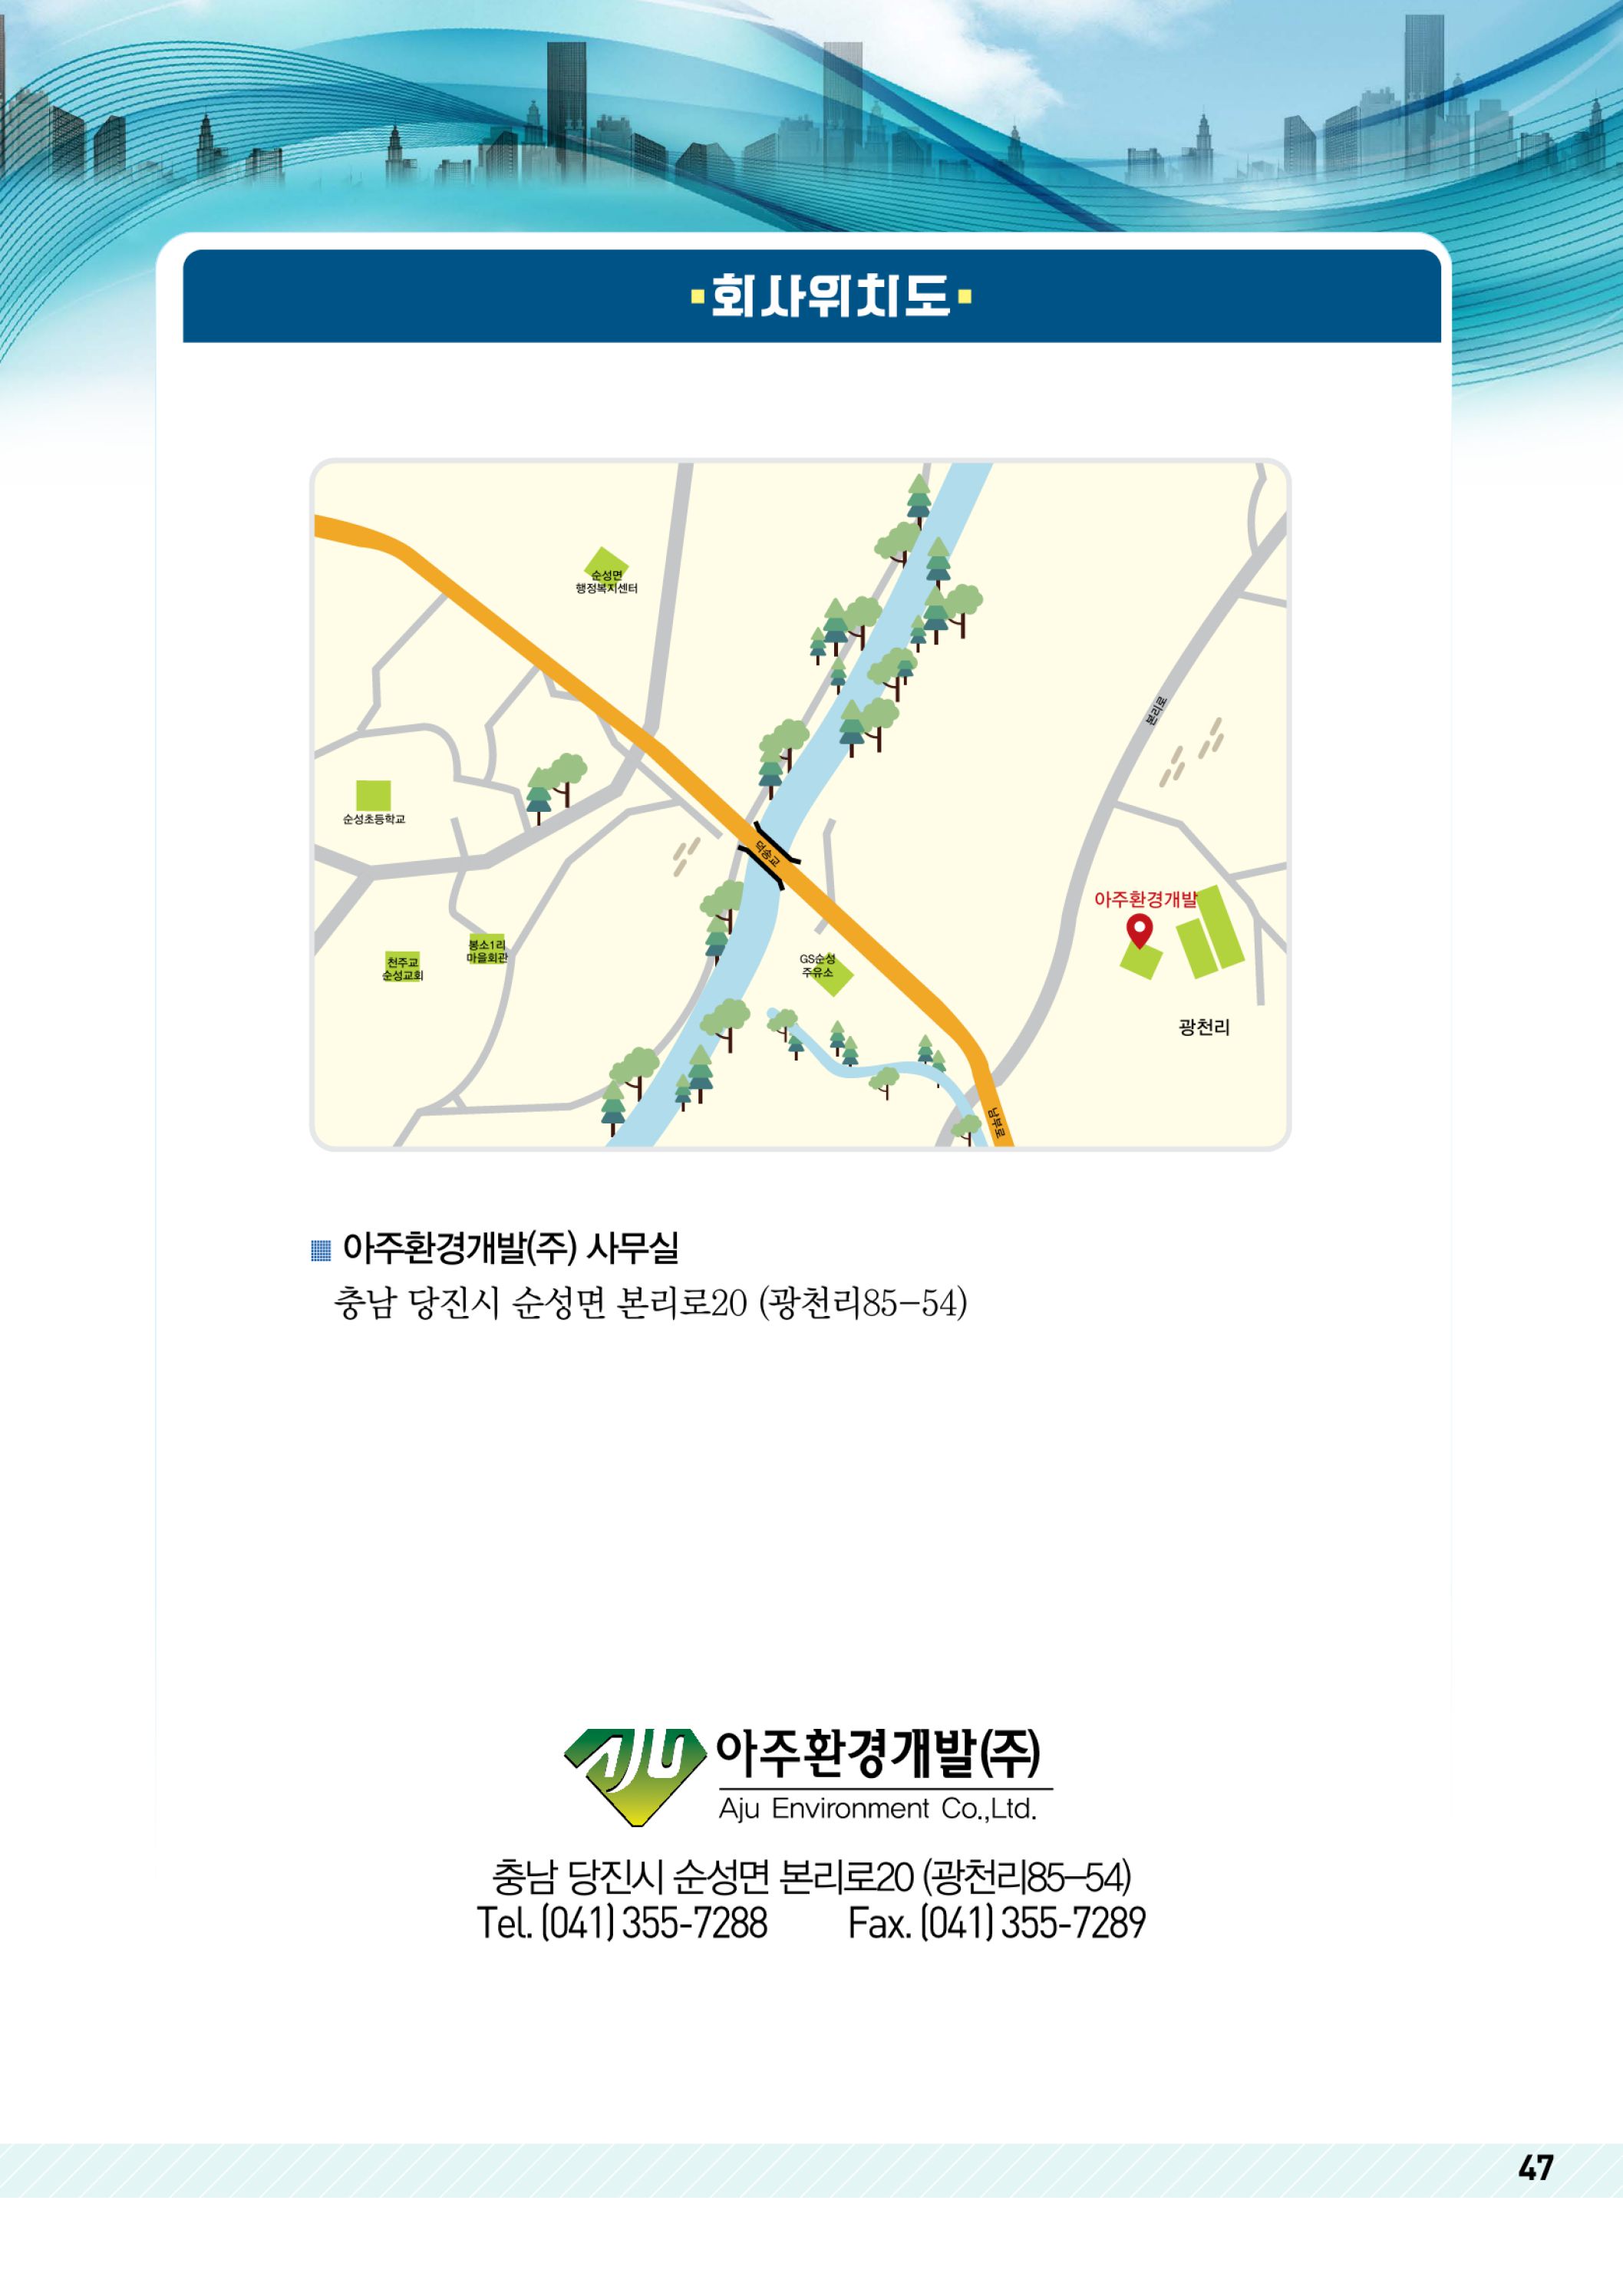 회사위치도
순성면
행정복지센터
본리로
순성초등학교
덕송교
아주환경개발
봉소1리
마을회관
천주교
순성교회
GS순성
주유소
광천리
남부로
아주환경개발(주) 사무실
충남 당진시 순성면 본리로20 (광천리85-54)
AJU 아주환경개발(주)
Aju Environment Co.,Ltd.
충남 당진시 순성면 본리로20 (광천리85-54)
Tel. (041) 355-7288 Fax. (041) 355-7289
47